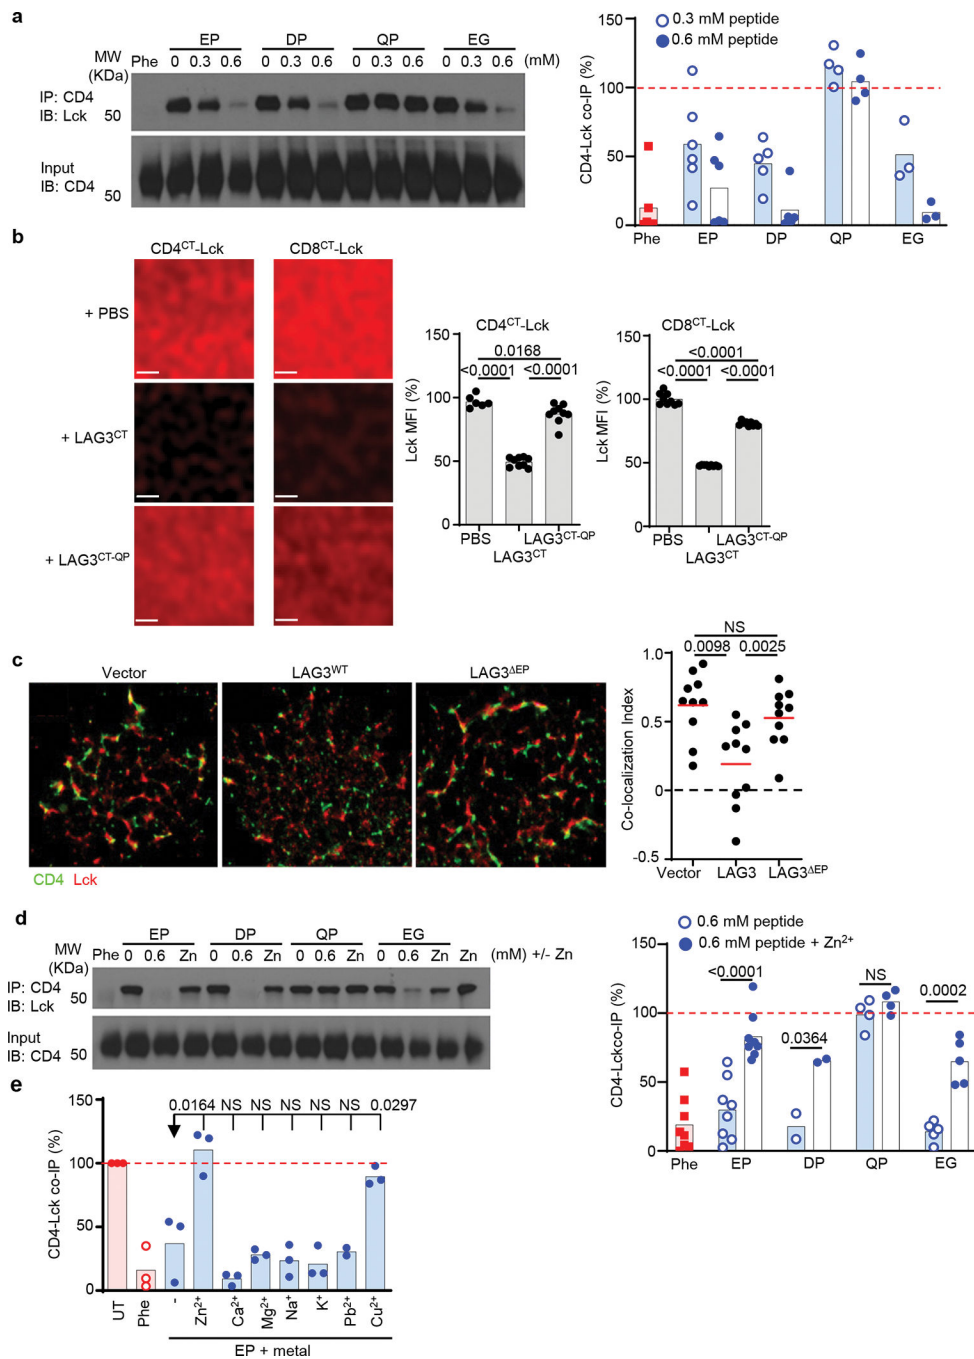 a
EP DP QP EG
MW (KDa) Phe 0 0.3 0.6 0 0.3 0.6 0 0.3 0.6 0 0.3 0.6 (mM)
IP: CD4
IB: Lck
50
Input
IB: CD4
50
0.3 mM peptide
0.6 mM peptide
CD4-Lck co-IP (%)
150
100
50
0
Phe EP DP QP EG
b
CD4CT-Lck CD8CT-Lck
+ PBS
+ LAG3CT
+ LAG3CT-QP
CD4CT-Lck
0.0168
<0.0001 <0.0001
Lck MFI (%)
150
100
50
0
PBS LAG3CT-QP
LAG3CT
CD8CT-Lck
<0.0001
<0.0001 <0.0001
Lck MFI (%)
150
100
50
0
PBS LAG3CT-QP
LAG3CT
c
Vector LAG3WT LAG3ΔEP
CD4 Lck
NS
0.0098 0.0025
Co-localization Index
1.0
0.5
0
-0.5
Vector LAG3 LAG3ΔEP
d
EP DP QP EG
MW (KDa) Phe 0 0.6 Zn 0 0.6 Zn 0 0.6 Zn 0 0.6 Zn Zn (mM) +/- Zn
IP: CD4
IB: Lck
50
Input
IB: CD4
50
0.6 mM peptide
0.6 mM peptide + Zn2+
<0.0001 NS
0.0364 0.0002
CD4-Lckco-IP (%)
150
100
50
0
Phe EP DP QP EG
e
0.0164 NS NS NS NS NS 0.0297
CD4-Lck co-IP (%)
150
100
50
0
UT Phe - Zn2+ Ca2+ Mg2+ Na+ K+ Pb2+ Cu2+
EP + metal